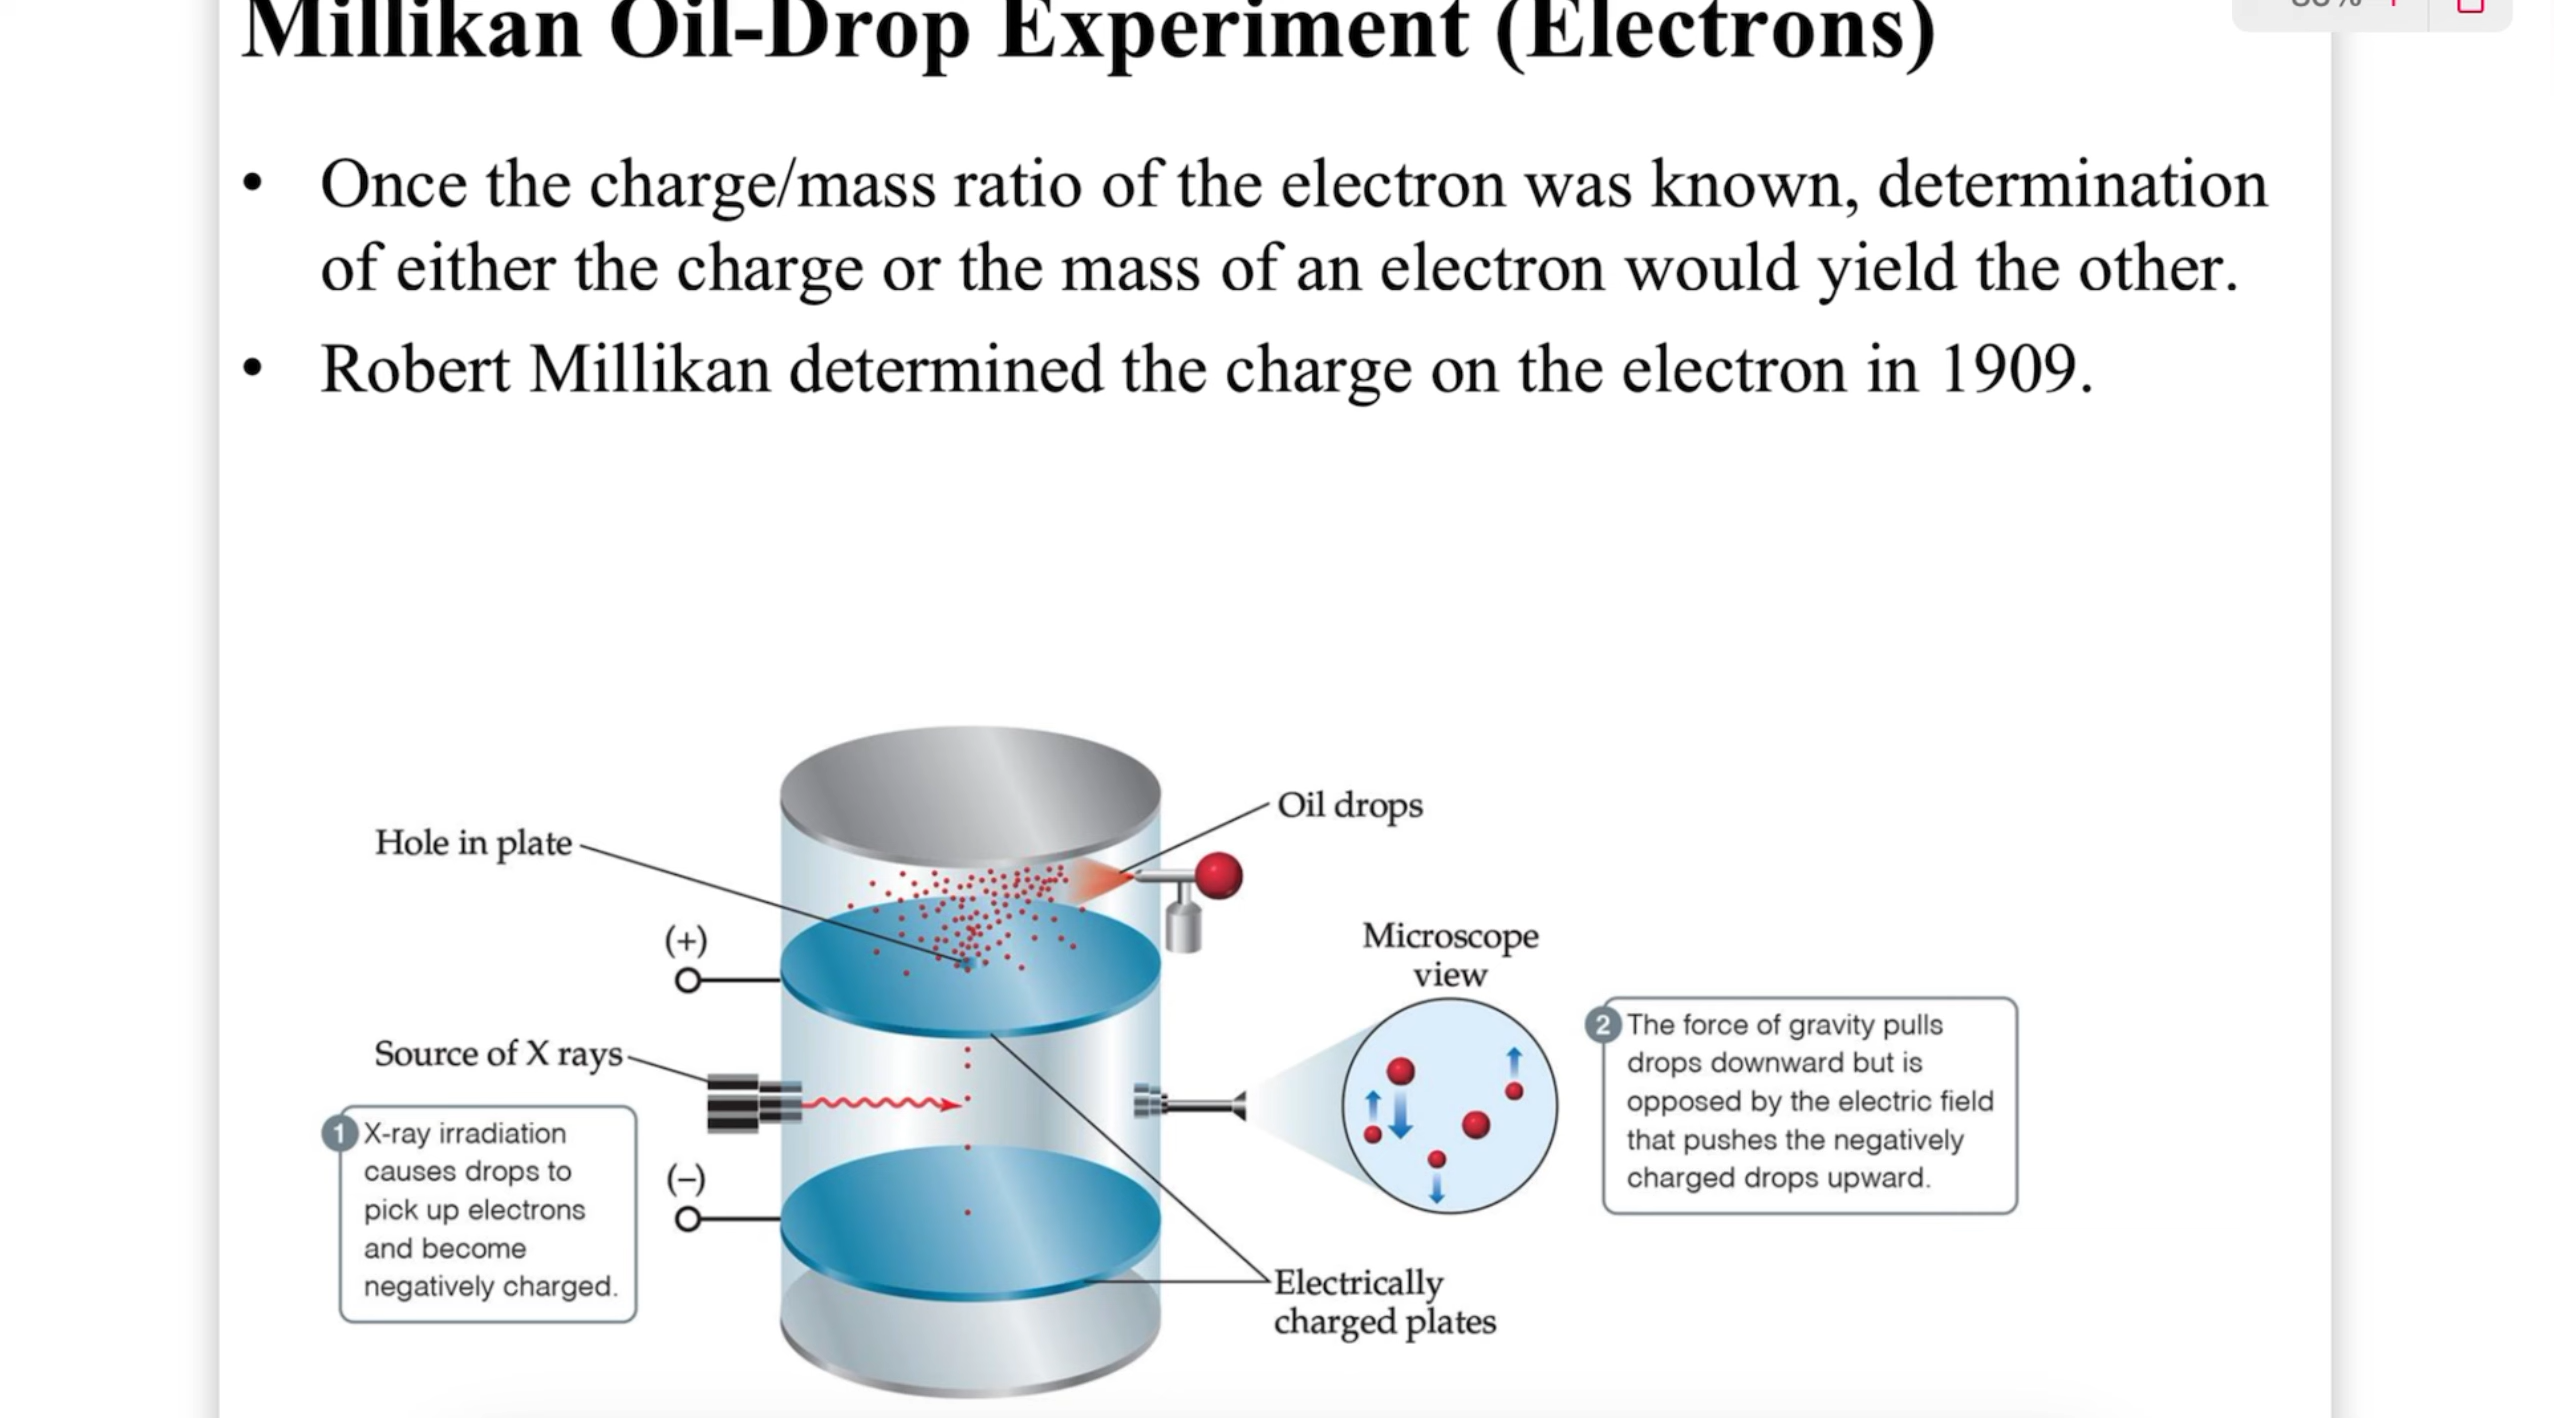 Millikan Oil-Drop Experiment (Electrons)
• Once the charge/mass ratio of the electron was known, determination
of either the charge or the mass of an electron would yield the other.
• Robert Millikan determined the charge on the electron in 1909.
Oil drops
Hole in plate
(+)
Microscope
view
Source of X rays
1 X-ray irradiation
causes drops to
pick up electrons
and become
negatively charged.
2 The force of gravity pulls
drops downward but is
opposed by the electric field
that pushes the negatively
charged drops upward.
(−)
Electrically
charged plates